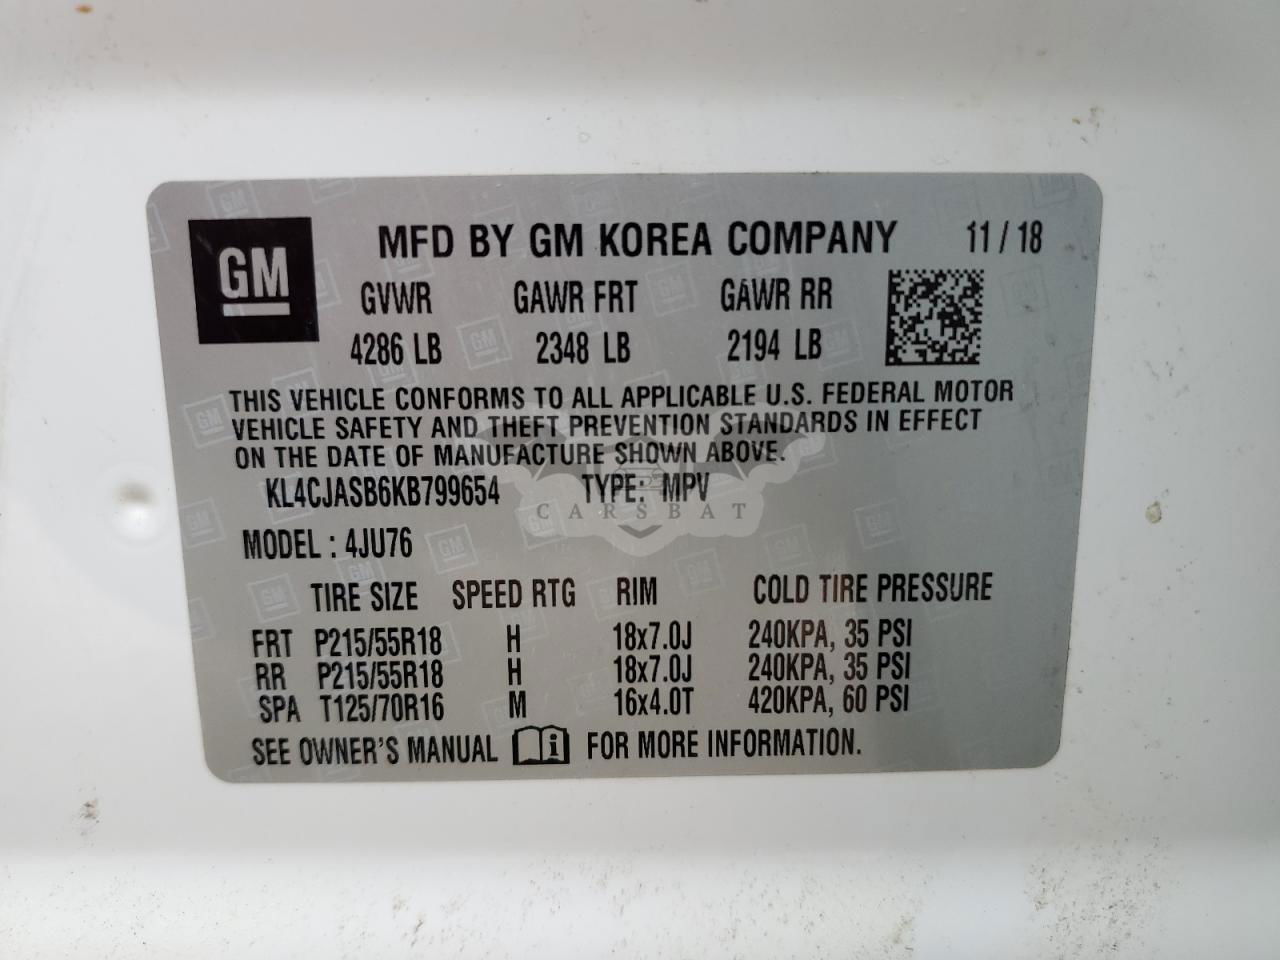 GM
MFD BY GM KOREA COMPANY 11 / 18
GVWR GAWR FRT GAWR RR
4286 LB 2348 LB 2194 LB
THIS VEHICLE CONFORMS TO ALL APPLICABLE U.S. FEDERAL MOTOR
VEHICLE SAFETY AND THEFT PREVENTION STANDARDS IN EFFECT
ON THE DATE OF MANUFACTURE SHOWN ABOVE.
KL4CJASB6KB799654 TYPE: MPV
CARSBAT
MODEL : 4JU76
TIRE SIZE SPEED RTG RIM COLD TIRE PRESSURE
FRT P215/55R18 H 18x7.0J 240KPA, 35 PSI
RR P215/55R18 H 18x7.0J 240KPA, 35 PSI
SPA T125/70R16 M 16x4.0T 420KPA, 60 PSI
SEE OWNER'S MANUAL i FOR MORE INFORMATION.